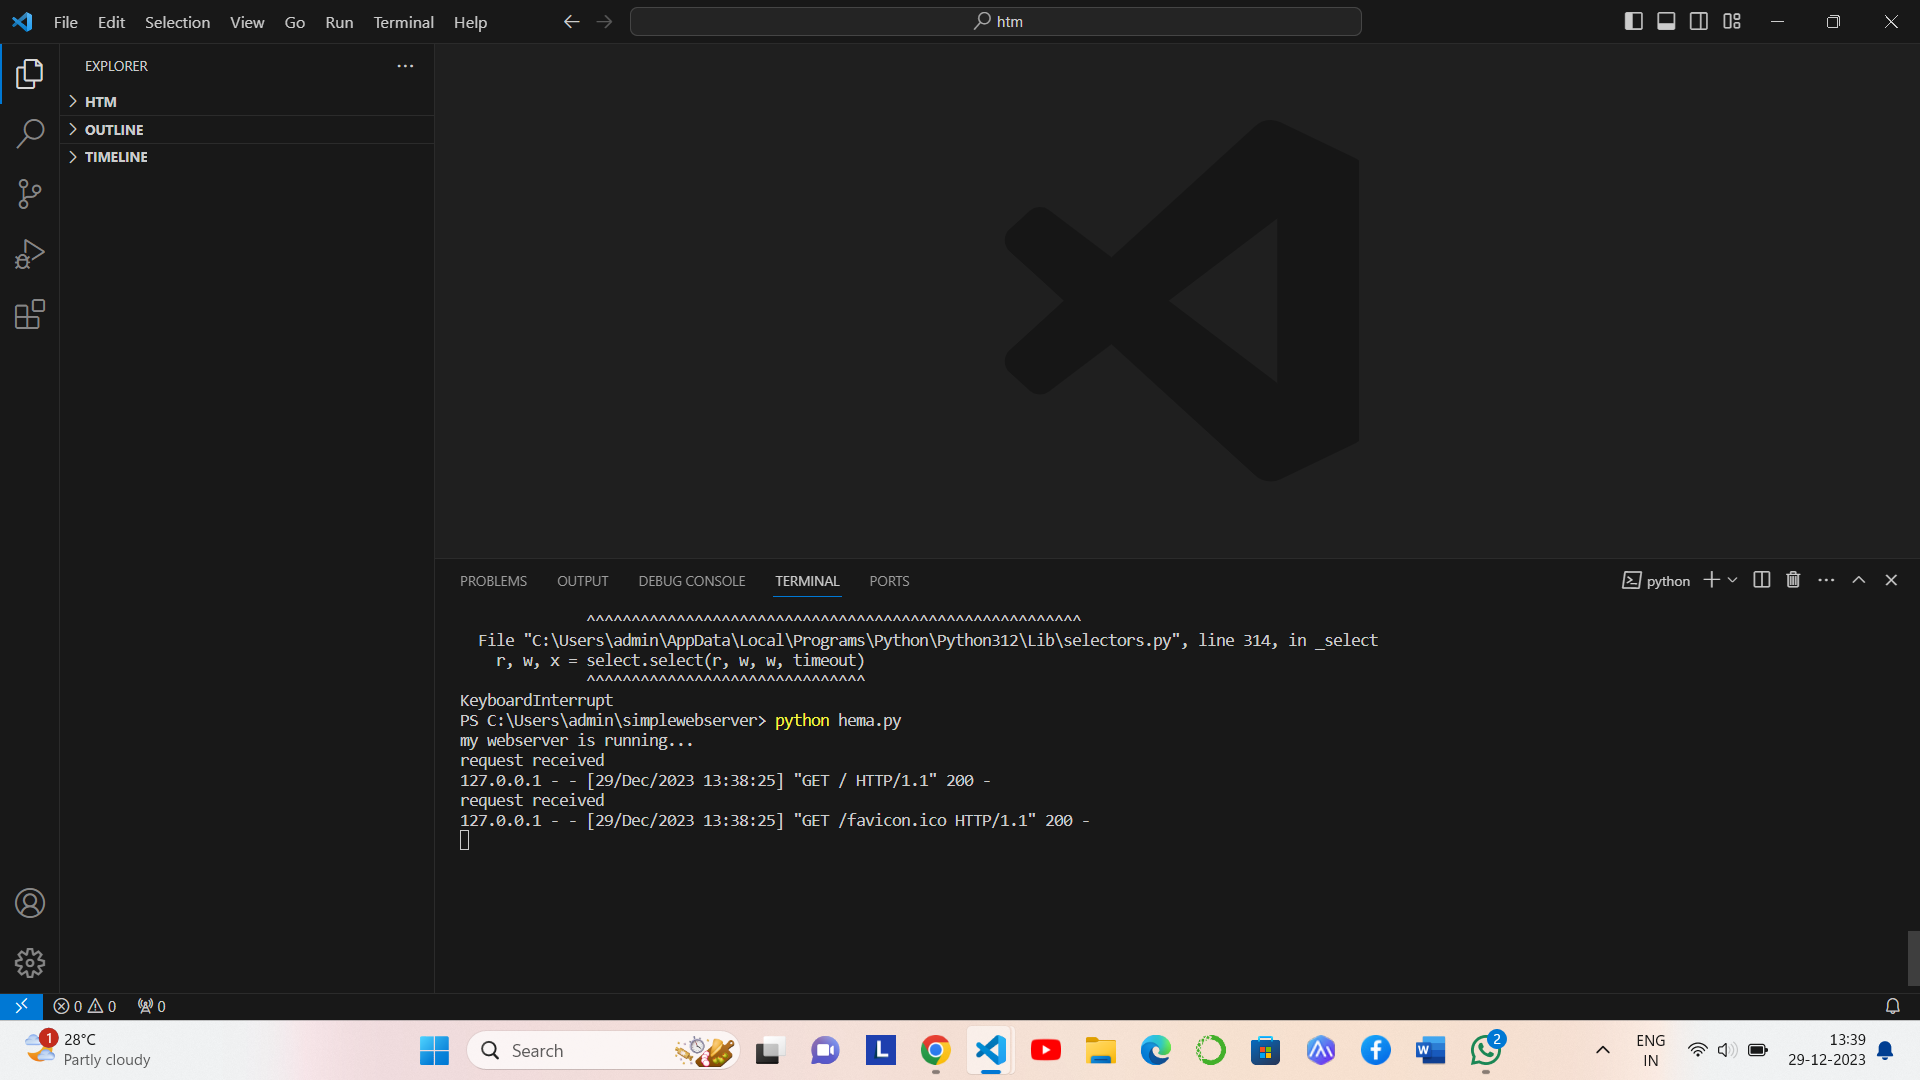 File Edit Selection View Go Run Terminal Help
htm
EXPLORER
HTM
OUTLINE
TIMELINE
PROBLEMS OUTPUT DEBUG CONSOLE TERMINAL PORTS
python
^^^^^^^^^^^^^^^^^^^^^^^^^^^^^^^^^^^^^^^^^^^^^^^^^^^^^^^
File "C:\Users\admin\AppData\Local\Programs\Python\Python312\Lib\selectors.py", line 314, in _select
r, w, x = select.select(r, w, w, timeout)
^^^^^^^^^^^^^^^^^^^^^^^^^^^^^^^
KeyboardInterrupt
PS C:\Users\admin\simplewebserver> python hema.py
my webserver is running...
request received
127.0.0.1 - - [29/Dec/2023 13:38:25] "GET / HTTP/1.1" 200 -
request received
127.0.0.1 - - [29/Dec/2023 13:38:25] "GET /favicon.ico HTTP/1.1" 200 -
0 0 0
1
28°C
Partly cloudy
Search
L
W
2
ENG
IN
13:39
29-12-2023